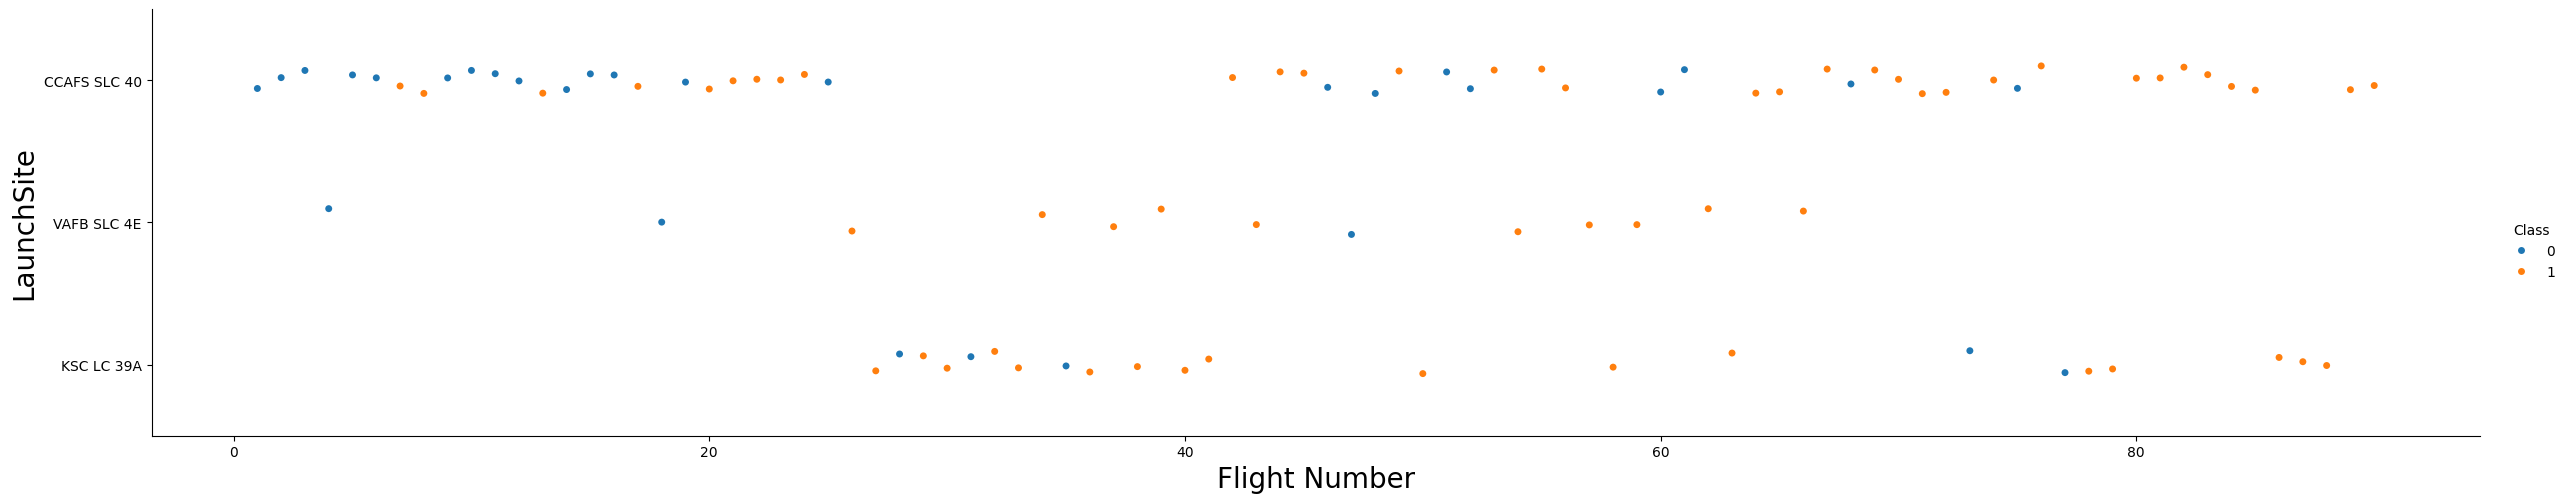 LaunchSite
CCAFS SLC 40
VAFB SLC 4E
KSC LC 39A
0 20 40 60 80
Flight Number
Class
0
1